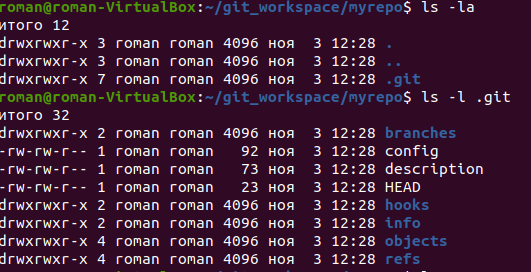 roman@roman-VirtualBox:~/git_workspace/myrepo$ ls -la
итого 12
drwxrwxr-x 3 roman roman 4096 ноя  3 12:28 .
drwxrwxr-x 3 roman roman 4096 ноя  3 12:28 ..
drwxrwxr-x 7 roman roman 4096 ноя  3 12:28 .git
roman@roman-VirtualBox:~/git_workspace/myrepo$ ls -l .git
итого 32
drwxrwxr-x 2 roman roman 4096 ноя  3 12:28 branches
-rw-rw-r-- 1 roman roman   92 ноя  3 12:28 config
-rw-rw-r-- 1 roman roman   73 ноя  3 12:28 description
-rw-rw-r-- 1 roman roman   23 ноя  3 12:28 HEAD
drwxrwxr-x 2 roman roman 4096 ноя  3 12:28 hooks
drwxrwxr-x 2 roman roman 4096 ноя  3 12:28 info
drwxrwxr-x 4 roman roman 4096 ноя  3 12:28 objects
drwxrwxr-x 4 roman roman 4096 ноя  3 12:28 refs